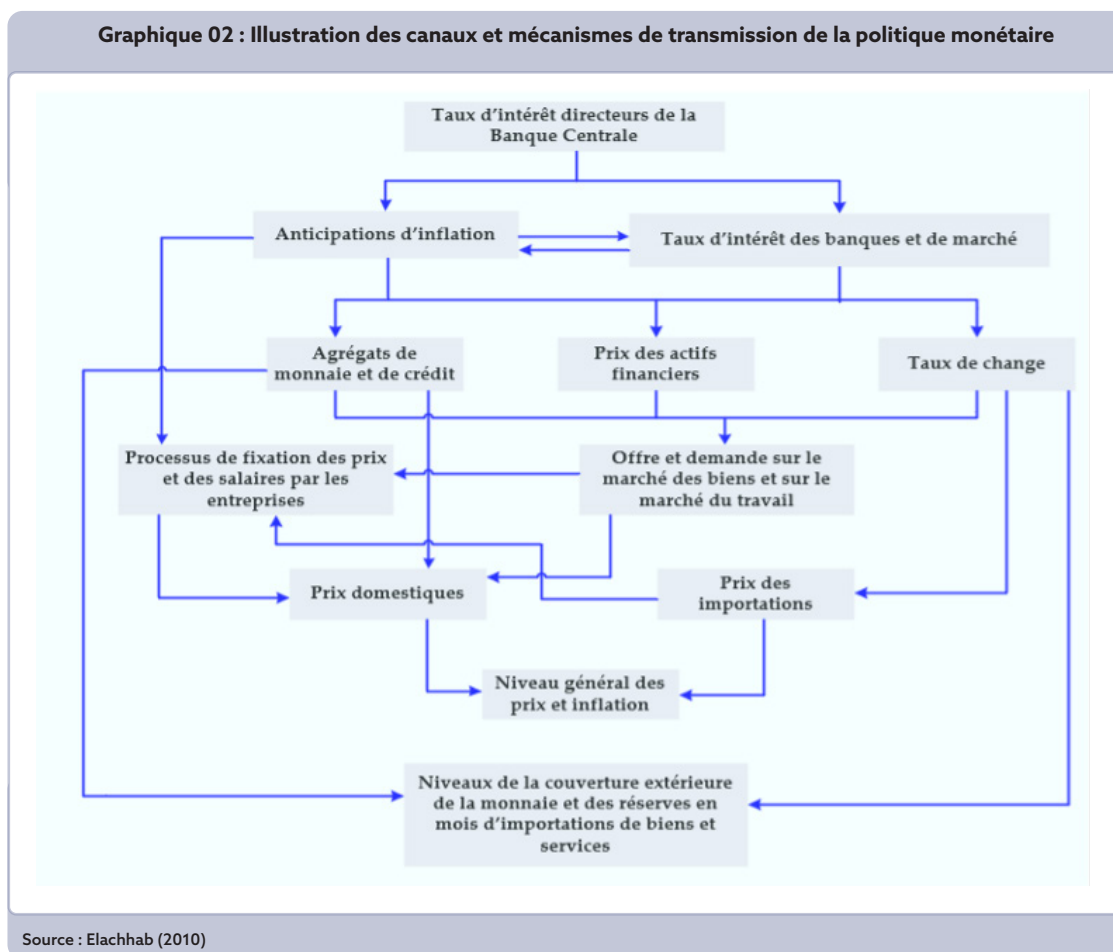 Graphique 02 : Illustration des canaux et mécanismes de transmission de la politique monétaire
Taux d'intérêt directeurs de la
Banque Centrale
Anticipations d'inflation
Taux d'intérêt des banques et de marché
Agrégats de
monnaie et de crédit
Prix des actifs
financiers
Taux de change
Processus de fixation des prix
et des salaires par les
entreprises
Offre et demande sur le
marché des biens et sur le
marché du travail
Prix domestiques
Prix des
importations
Niveau général des
prix et inflation
Niveaux de la couverture extérieure
de la monnaie et des réserves en
mois d'importations de biens et
services
Source : Elachhab (2010)